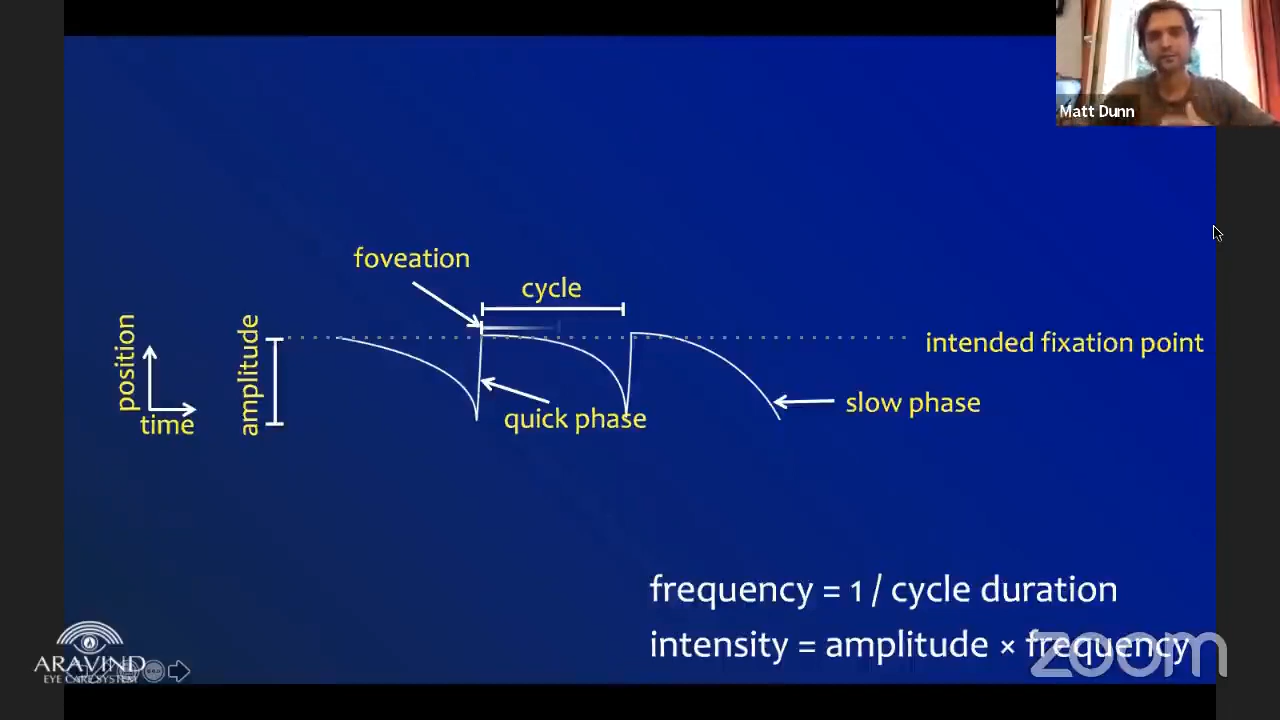 Matt Dunn
foveation
cycle
position
time
amplitude
intended fixation point
quick phase
slow phase
frequency = 1 / cycle duration
intensity = amplitude × frequency
zoom
ARAVIND
EYE CARE SYSTEM